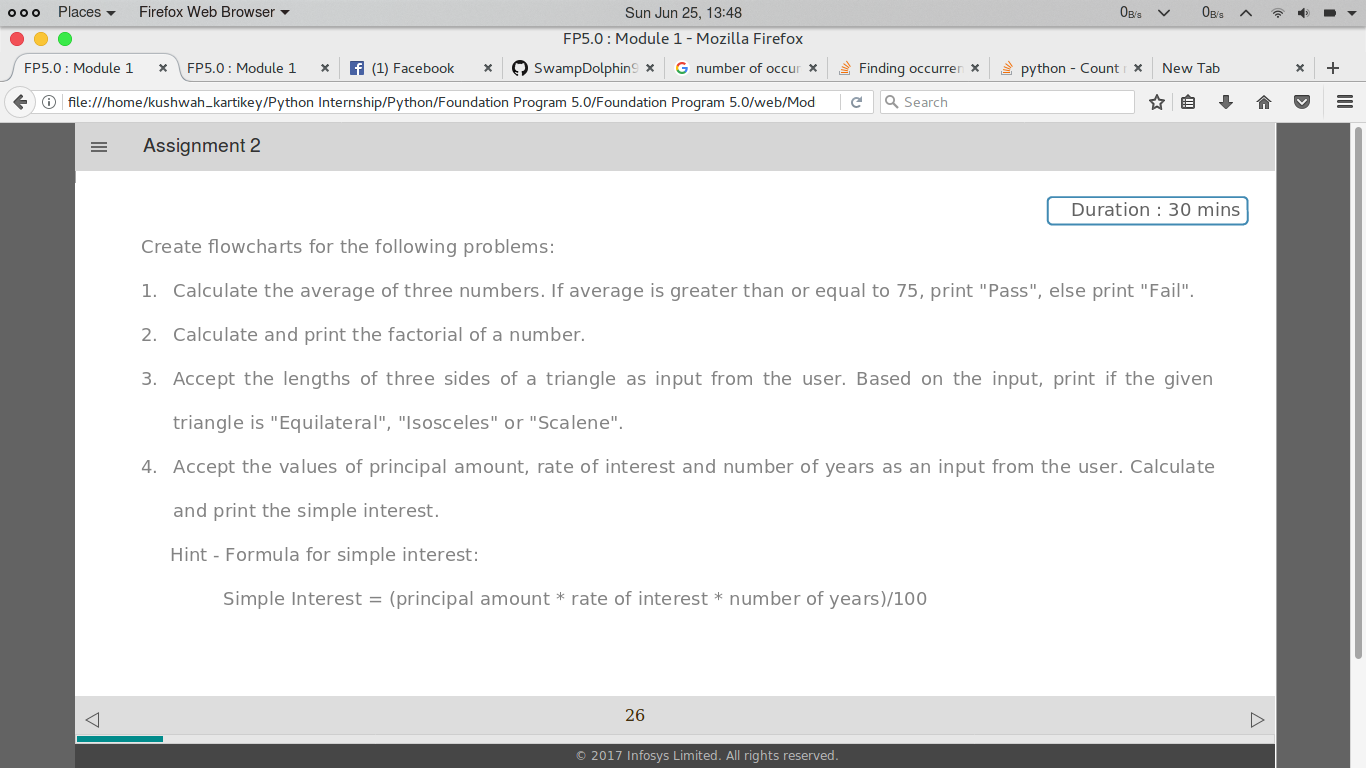 Places Firefox Web Browser Sun Jun 25, 13:48 0B/s 0B/s
FP5.0 : Module 1 - Mozilla Firefox
FP5.0 : Module 1 FP5.0 : Module 1 (1) Facebook SwampDolphin9 number of occur Finding occurren python - Count New Tab
file:///home/kushwah_kartikey/Python Internship/Python/Foundation Program 5.0/Foundation Program 5.0/web/Mod Search
Assignment 2
Duration : 30 mins
Create flowcharts for the following problems:
1. Calculate the average of three numbers. If average is greater than or equal to 75, print "Pass", else print "Fail".
2. Calculate and print the factorial of a number.
3. Accept the lengths of three sides of a triangle as input from the user. Based on the input, print if the given
triangle is "Equilateral", "Isosceles" or "Scalene".
4. Accept the values of principal amount, rate of interest and number of years as an input from the user. Calculate
and print the simple interest.
Hint - Formula for simple interest:
Simple Interest = (principal amount * rate of interest * number of years)/100
26
© 2017 Infosys Limited. All rights reserved.